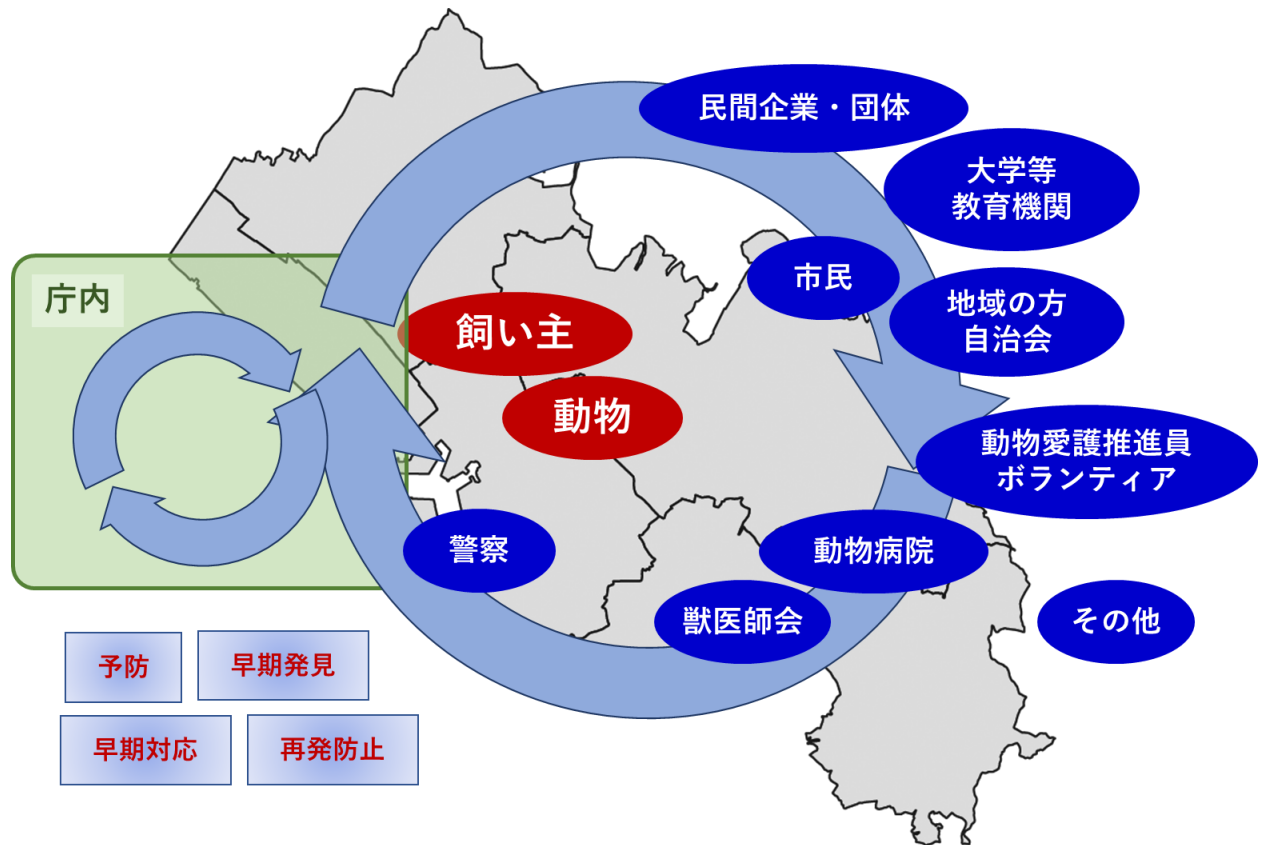 民間企業・団体
大学等
教育機関
市民
地域の方
自治会
庁内
飼い主
動物
動物愛護推進員
ボランティア
警察
動物病院
獣医師会
その他
予防
早期発見
早期対応
再発防止